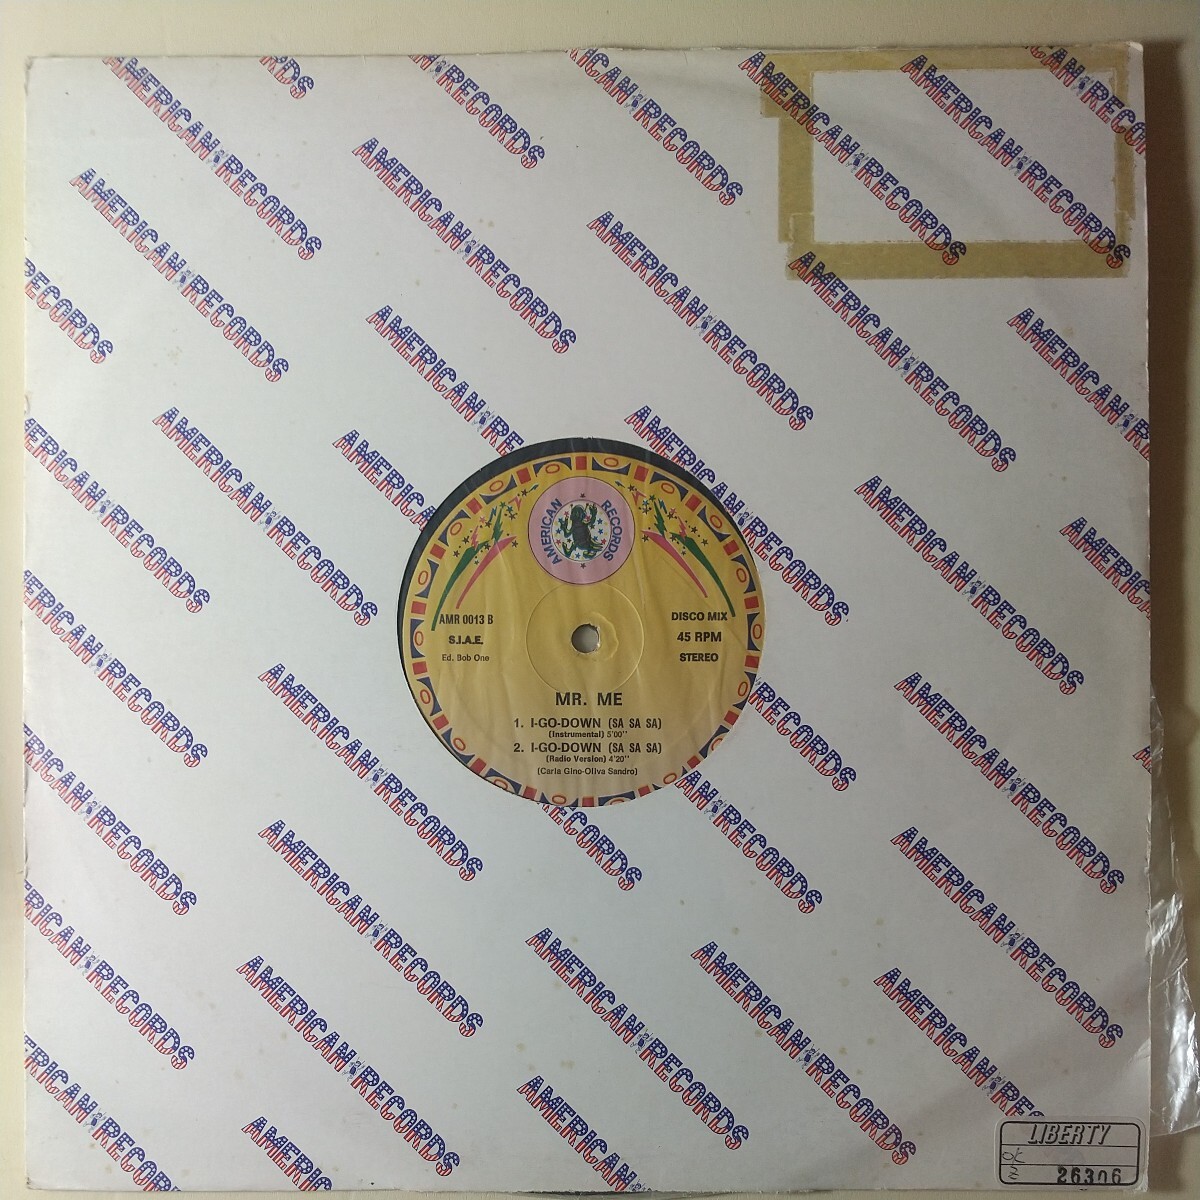 AMERICAN RECORDS
AMERICAN RECORDS
AMR 0013 B
S.I.A.E.
Ed. Bob One
DISCO MIX
45 RPM
STEREO
MR. ME
1. I-GO-DOWN (SA SA SA)
(Instrumental) 5'00''
2. I-GO-DOWN (SA SA SA)
(Radio Version) 4'20''
(Carla Gino-Oliva Sandro)
LIBERTY
26306